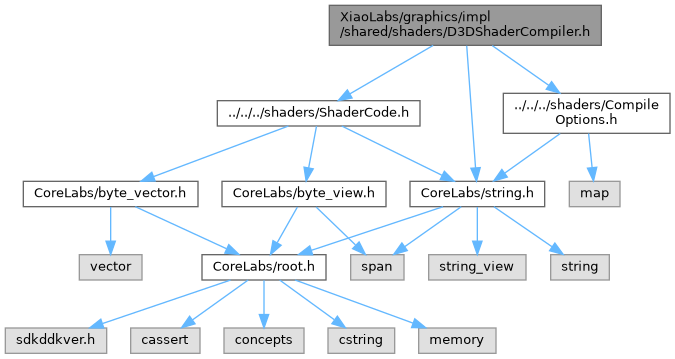 XiaoLabs/graphics/impl
/shared/shaders/D3DShaderCompiler.h
../../../shaders/ShaderCode.h
../../../shaders/Compile
Options.h
CoreLabs/byte_vector.h
CoreLabs/byte_view.h
CoreLabs/string.h
map
vector
CoreLabs/root.h
span
string_view
string
sdkddkver.h
cassert
concepts
cstring
memory